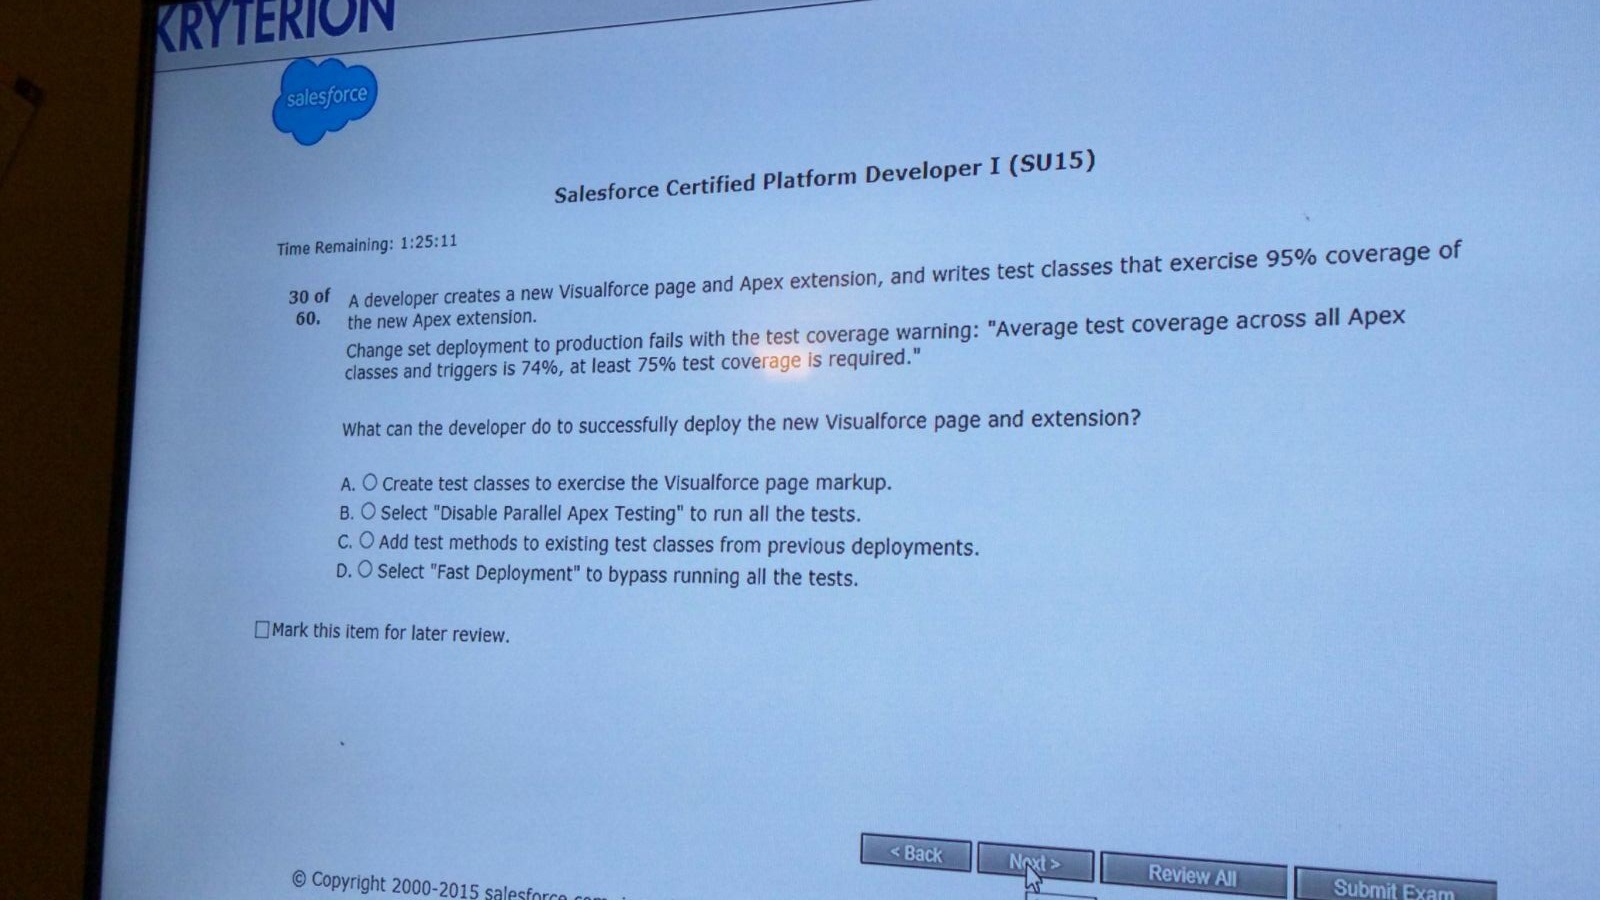 KRYTERION
salesforce
Salesforce Certified Platform Developer I (SU15)
Time Remaining: 1:25:11
30 of 60.
A developer creates a new Visualforce page and Apex extension, and writes test classes that exercise 95% coverage of
the new Apex extension.
Change set deployment to production fails with the test coverage warning: "Average test coverage across all Apex
classes and triggers is 74%, at least 75% test coverage is required."
What can the developer do to successfully deploy the new Visualforce page and extension?
A. Create test classes to exercise the Visualforce page markup.
B. Select "Disable Parallel Apex Testing" to run all the tests.
C. Add test methods to existing test classes from previous deployments.
D. Select "Fast Deployment" to bypass running all the tests.
Mark this item for later review.
< Back
Next >
Review All
Submit Exam
© Copyright 2000-2015 salesforce.com